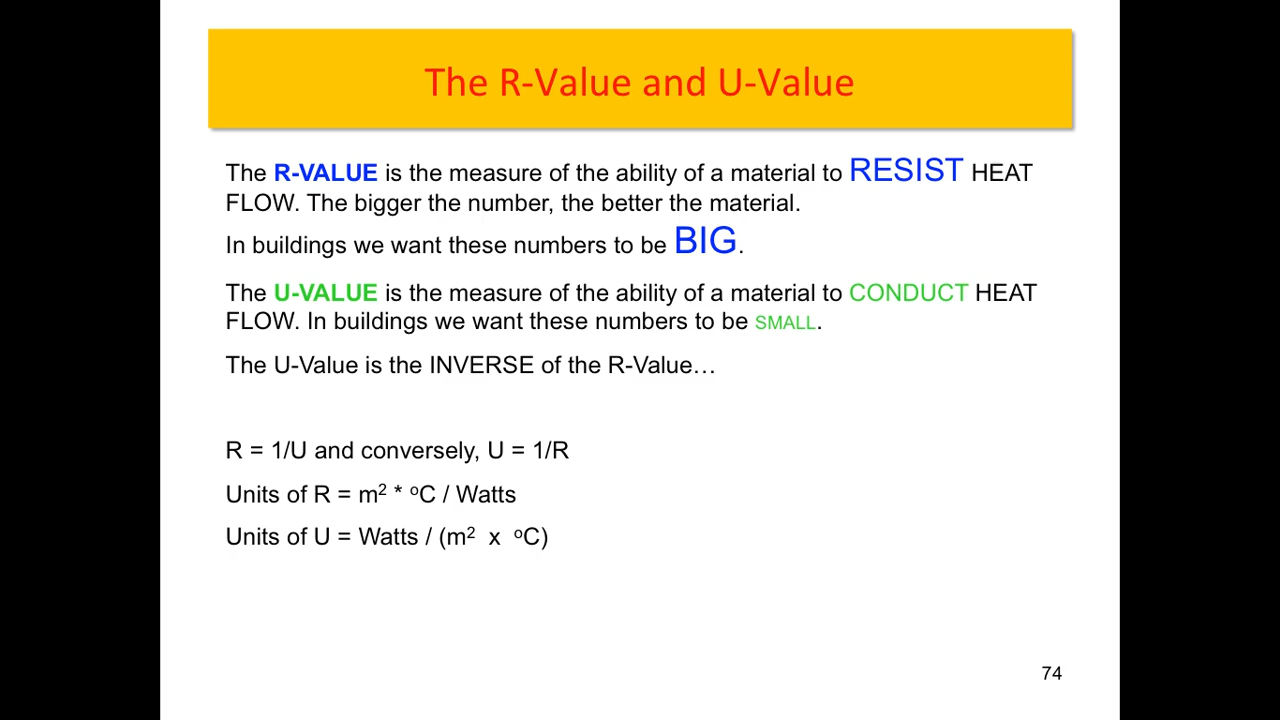 The R-Value and U-Value
The R-VALUE is the measure of the ability of a material to RESIST HEAT
FLOW. The bigger the number, the better the material.
In buildings we want these numbers to be BIG.
The U-VALUE is the measure of the ability of a material to CONDUCT HEAT
FLOW. In buildings we want these numbers to be SMALL.
The U-Value is the INVERSE of the R-Value…
R = 1/U and conversely, U = 1/R
Units of R = m² * ºC / Watts
Units of U = Watts / (m² x ºC)
74